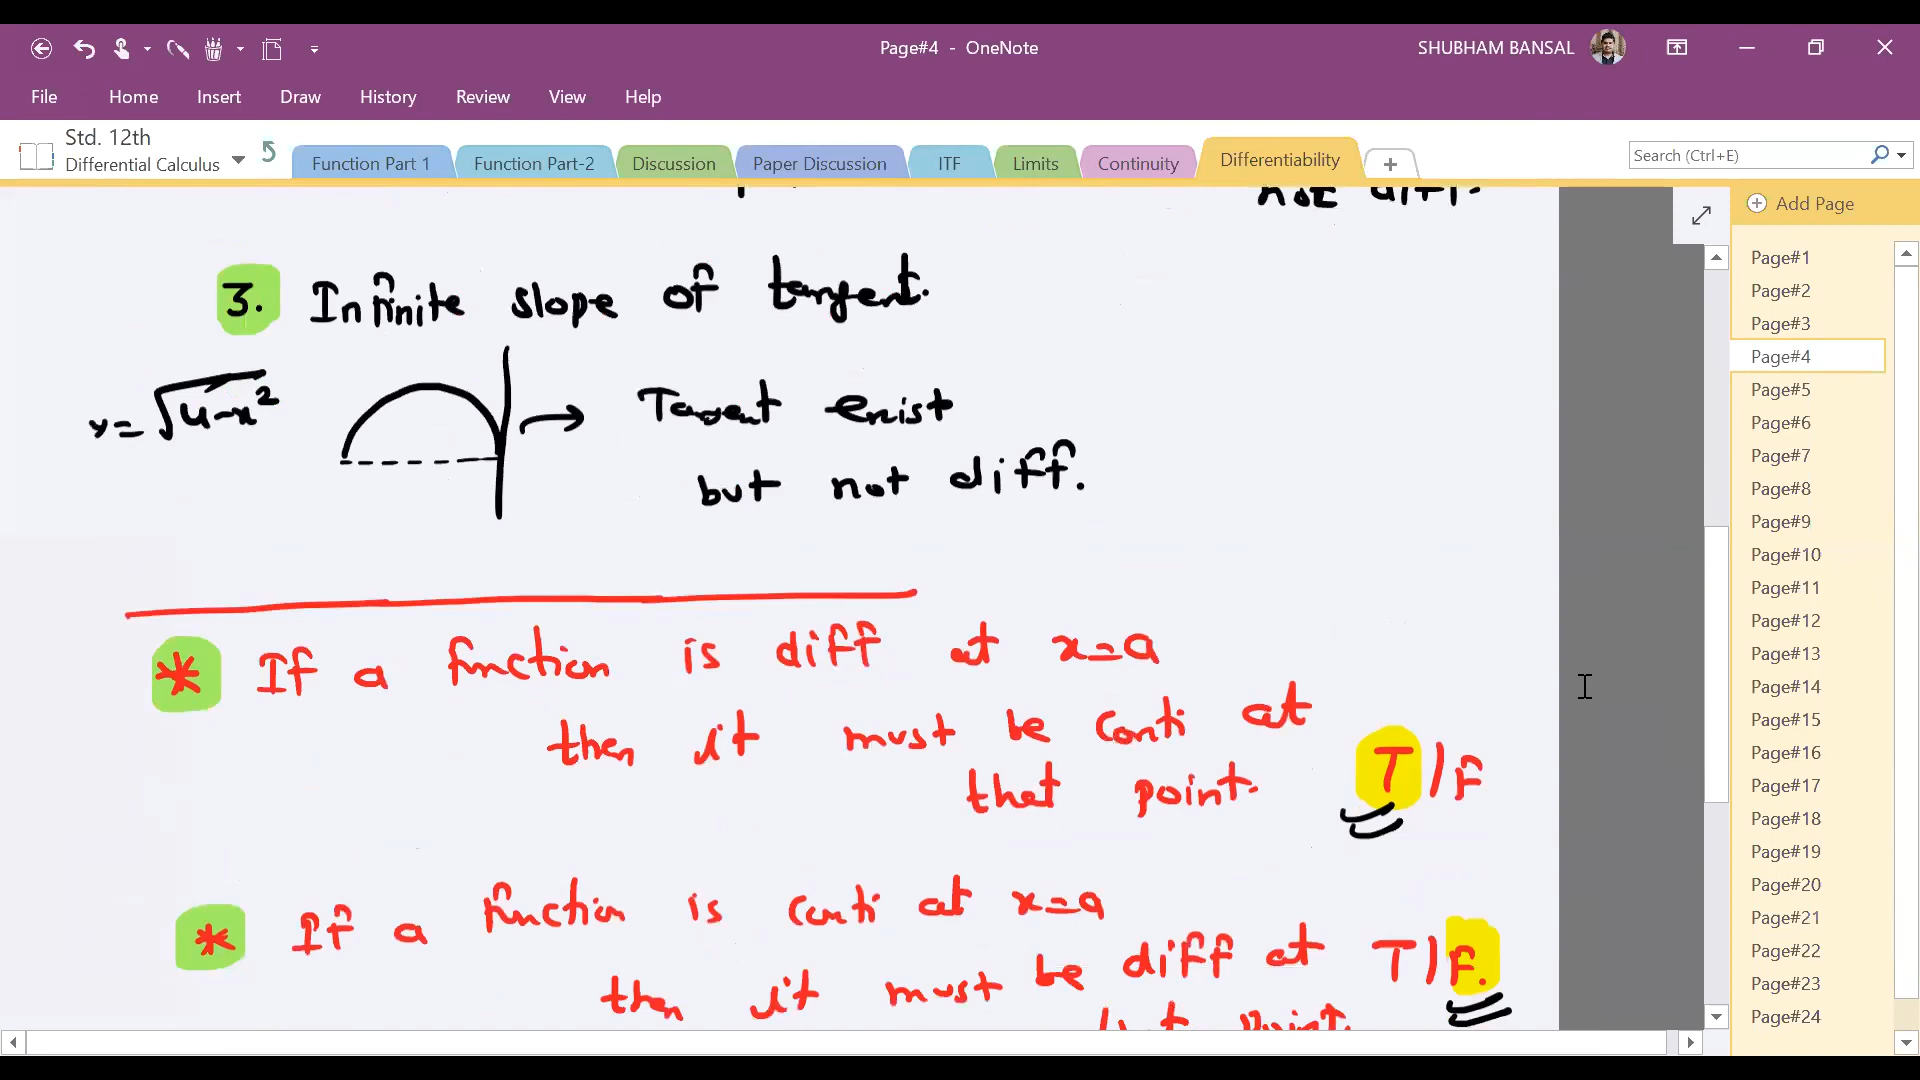 Page#4 - OneNote
SHUBHAM BANSAL
File Home Insert Draw History Review View Help
Std. 12th
Differential Calculus
Function Part 1
Function Part-2
Discussion
Paper Discussion
ITF
Limits
Continuity
Differentiability
Search (Ctrl+E)
Add Page
Not diff.
3. Infinite slope of tangent.
y = √4-x²
Tangent exist
but not diff.
* If a function is diff at x=a
then it must be conti at
that point. T/F
* If a function is conti at x=a
then it must be diff at T/F.
point
Page#1
Page#2
Page#3
Page#4
Page#5
Page#6
Page#7
Page#8
Page#9
Page#10
Page#11
Page#12
Page#13
Page#14
Page#15
Page#16
Page#17
Page#18
Page#19
Page#20
Page#21
Page#22
Page#23
Page#24